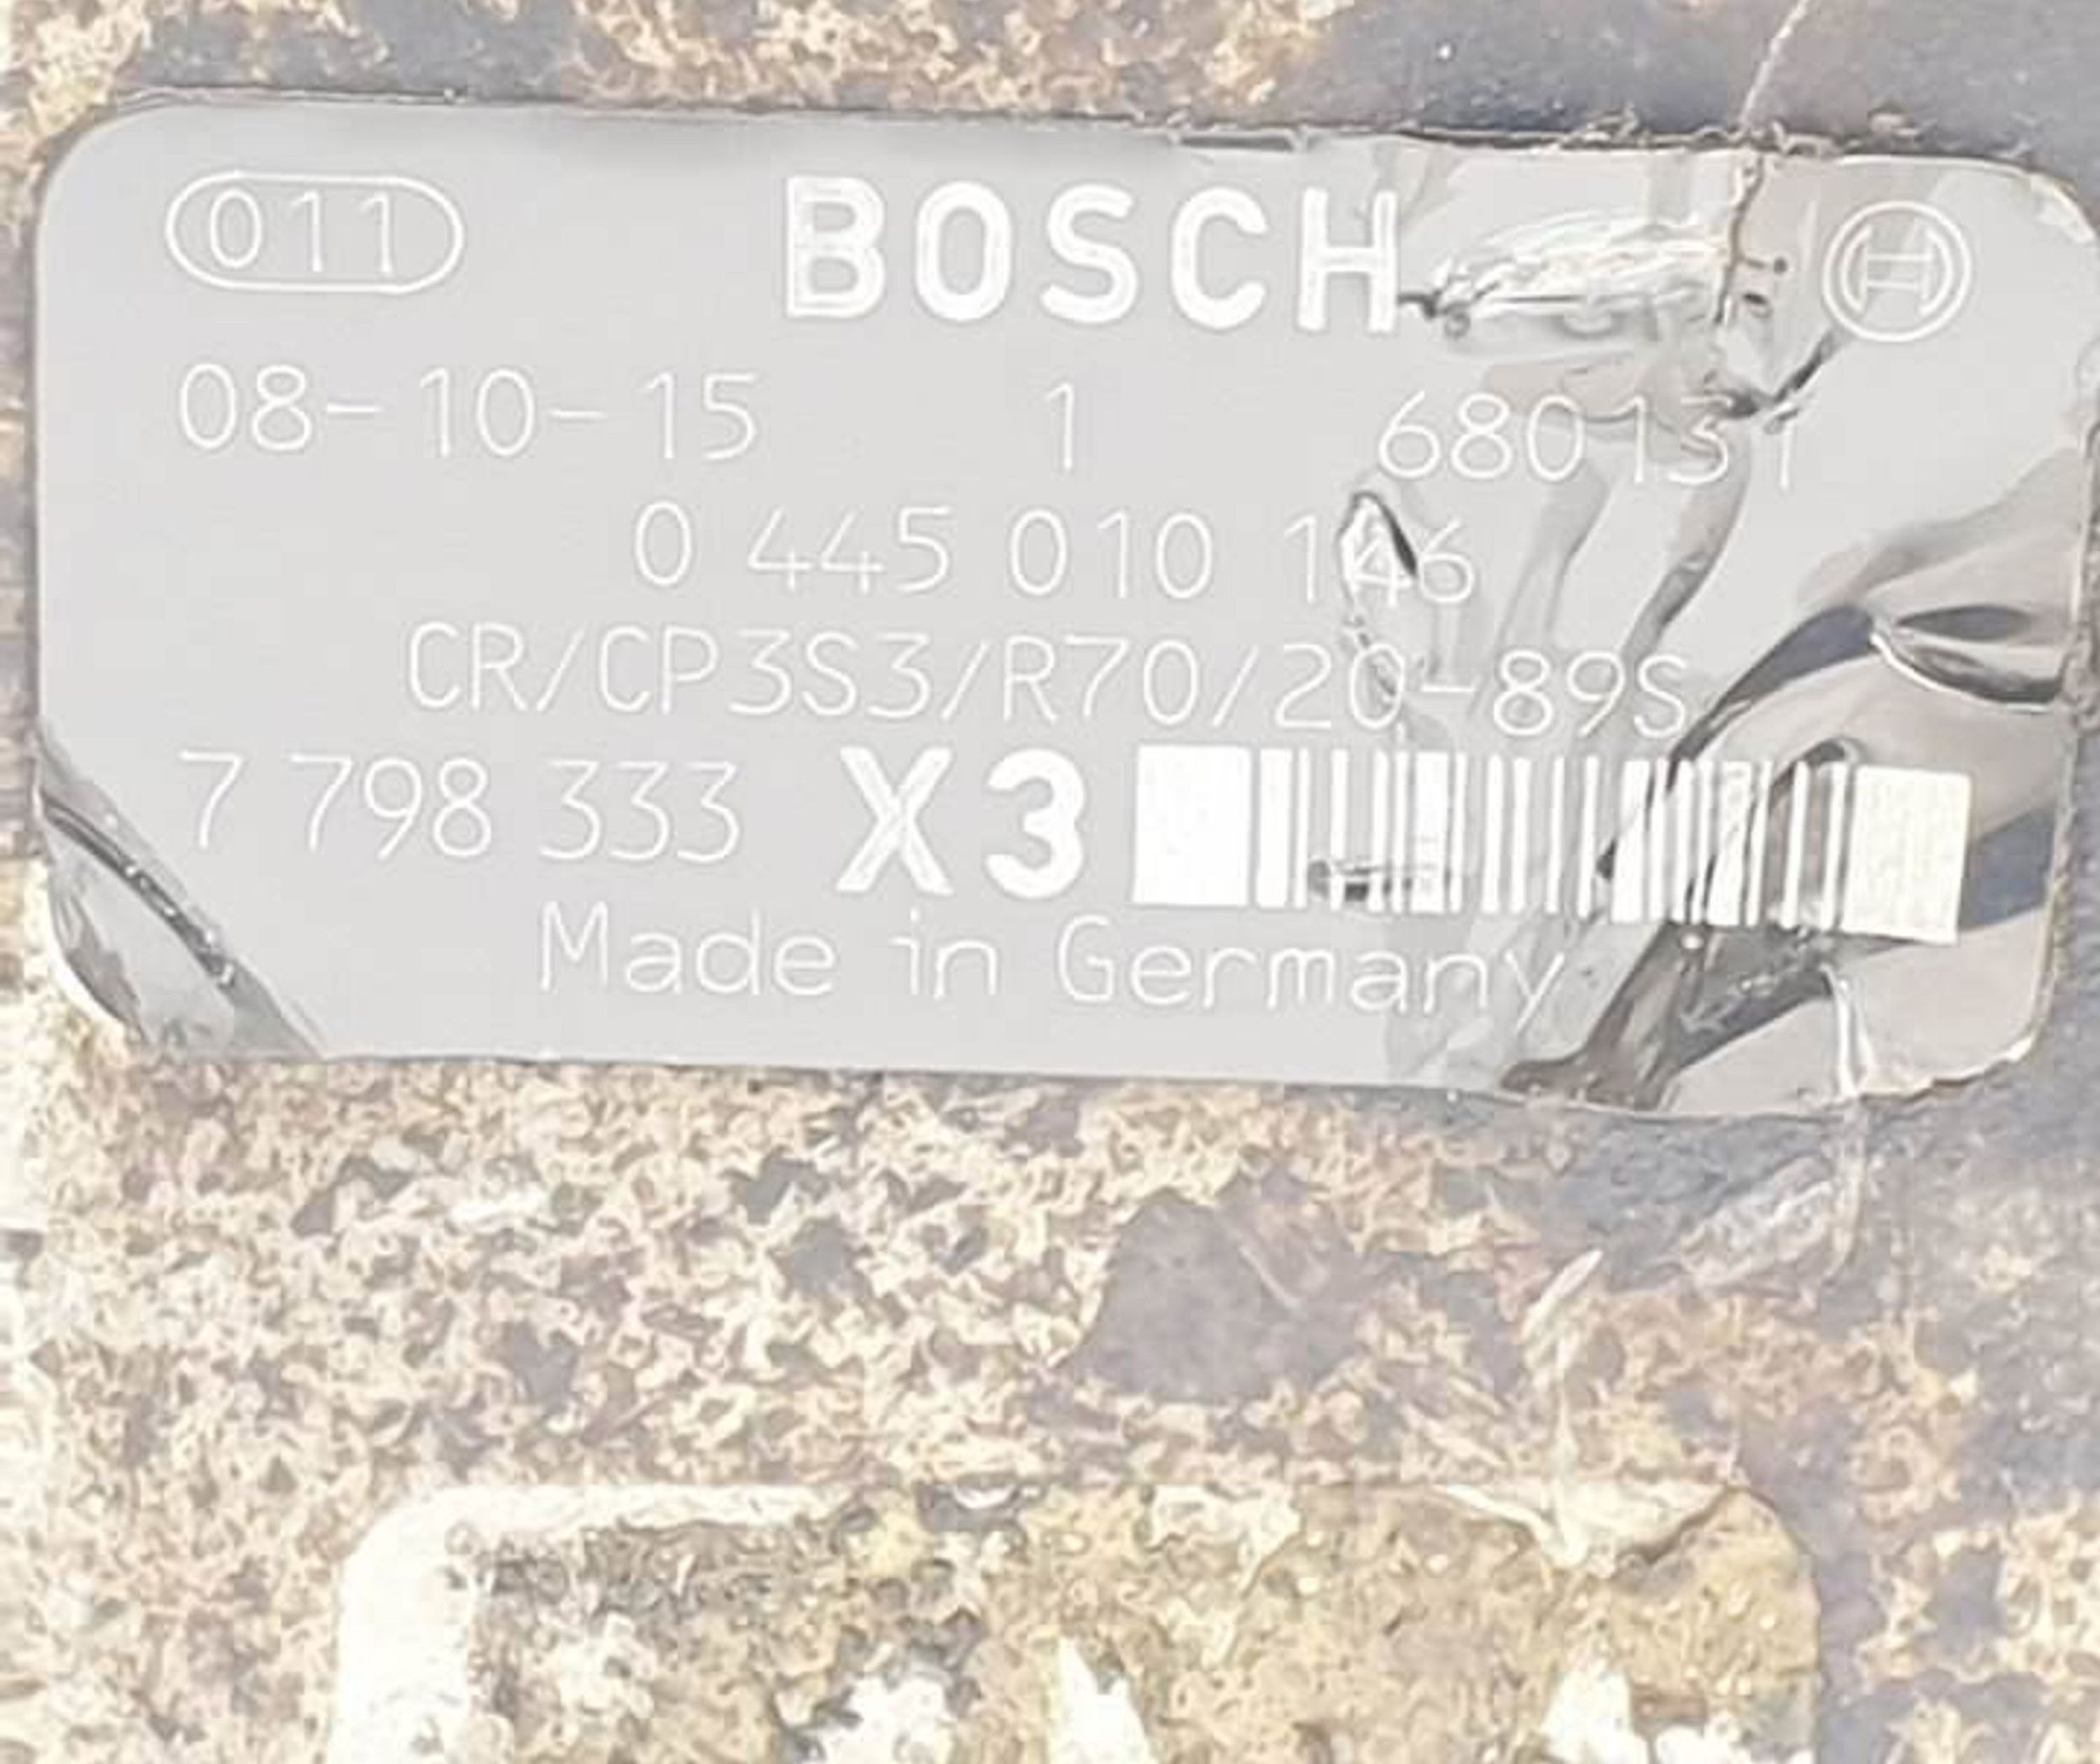 011 BOSCH
08-10-15 1 680131
0 445 010 146
CR/CP3S3/R70/20-89S
7 798 333 X3
Made in Germany